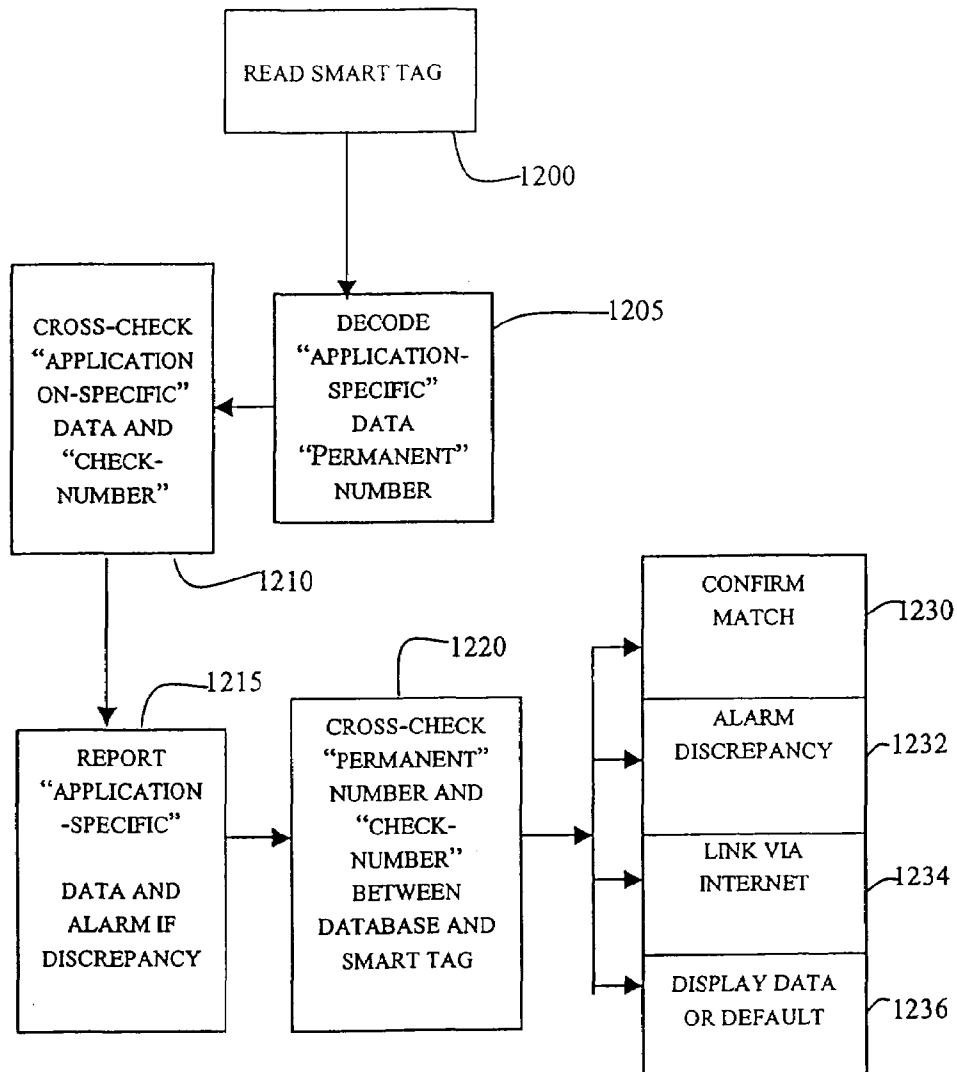 READ SMART TAG
1200
DECODE
“APPLICATION-
SPECIFIC”
DATA
“PERMANENT”
NUMBER
1205
CROSS-CHECK
“APPLICATION
ON-SPECIFIC”
DATA AND
“CHECK-
NUMBER”
1210
REPORT
“APPLICATION
-SPECIFIC”
DATA AND
ALARM IF
DISCREPANCY
1215
CROSS-CHECK
“PERMANENT”
NUMBER AND
“CHECK-
NUMBER”
BETWEEN
DATABASE AND
SMART TAG
1220
CONFIRM
MATCH
1230
ALARM
DISCREPANCY
1232
LINK VIA
INTERNET
1234
DISPLAY DATA
OR DEFAULT
1236